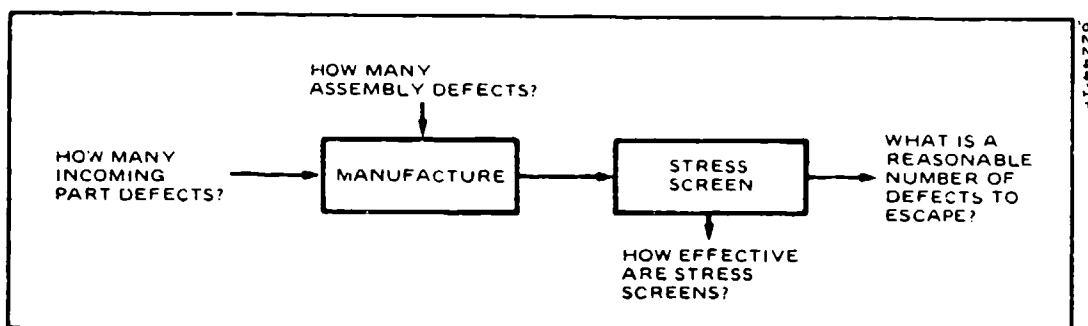 HOW MANY
ASSEMBLY DEFECTS?
HOW MANY
INCOMING
PART DEFECTS?
MANUFACTURE
STRESS
SCREEN
WHAT IS A
REASONABLE
NUMBER OF
DEFECTS TO
ESCAPE?
HOW EFFECTIVE
ARE STRESS
SCREENS?